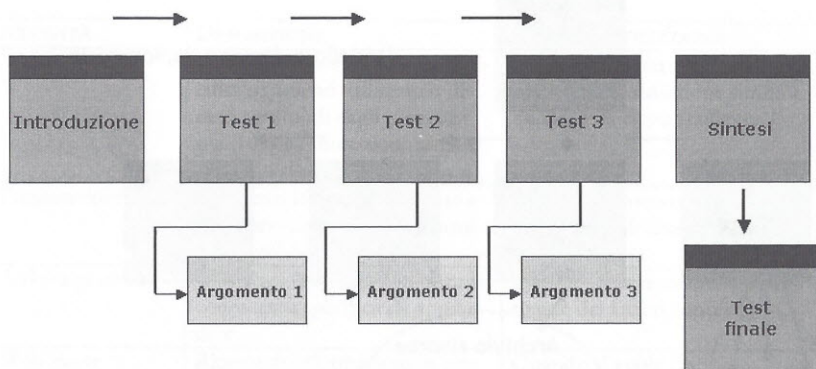 Introduzione
Test 1
Test 2
Test 3
Sintesi
Argomento 1
Argomento 2
Argomento 3
Test
finale